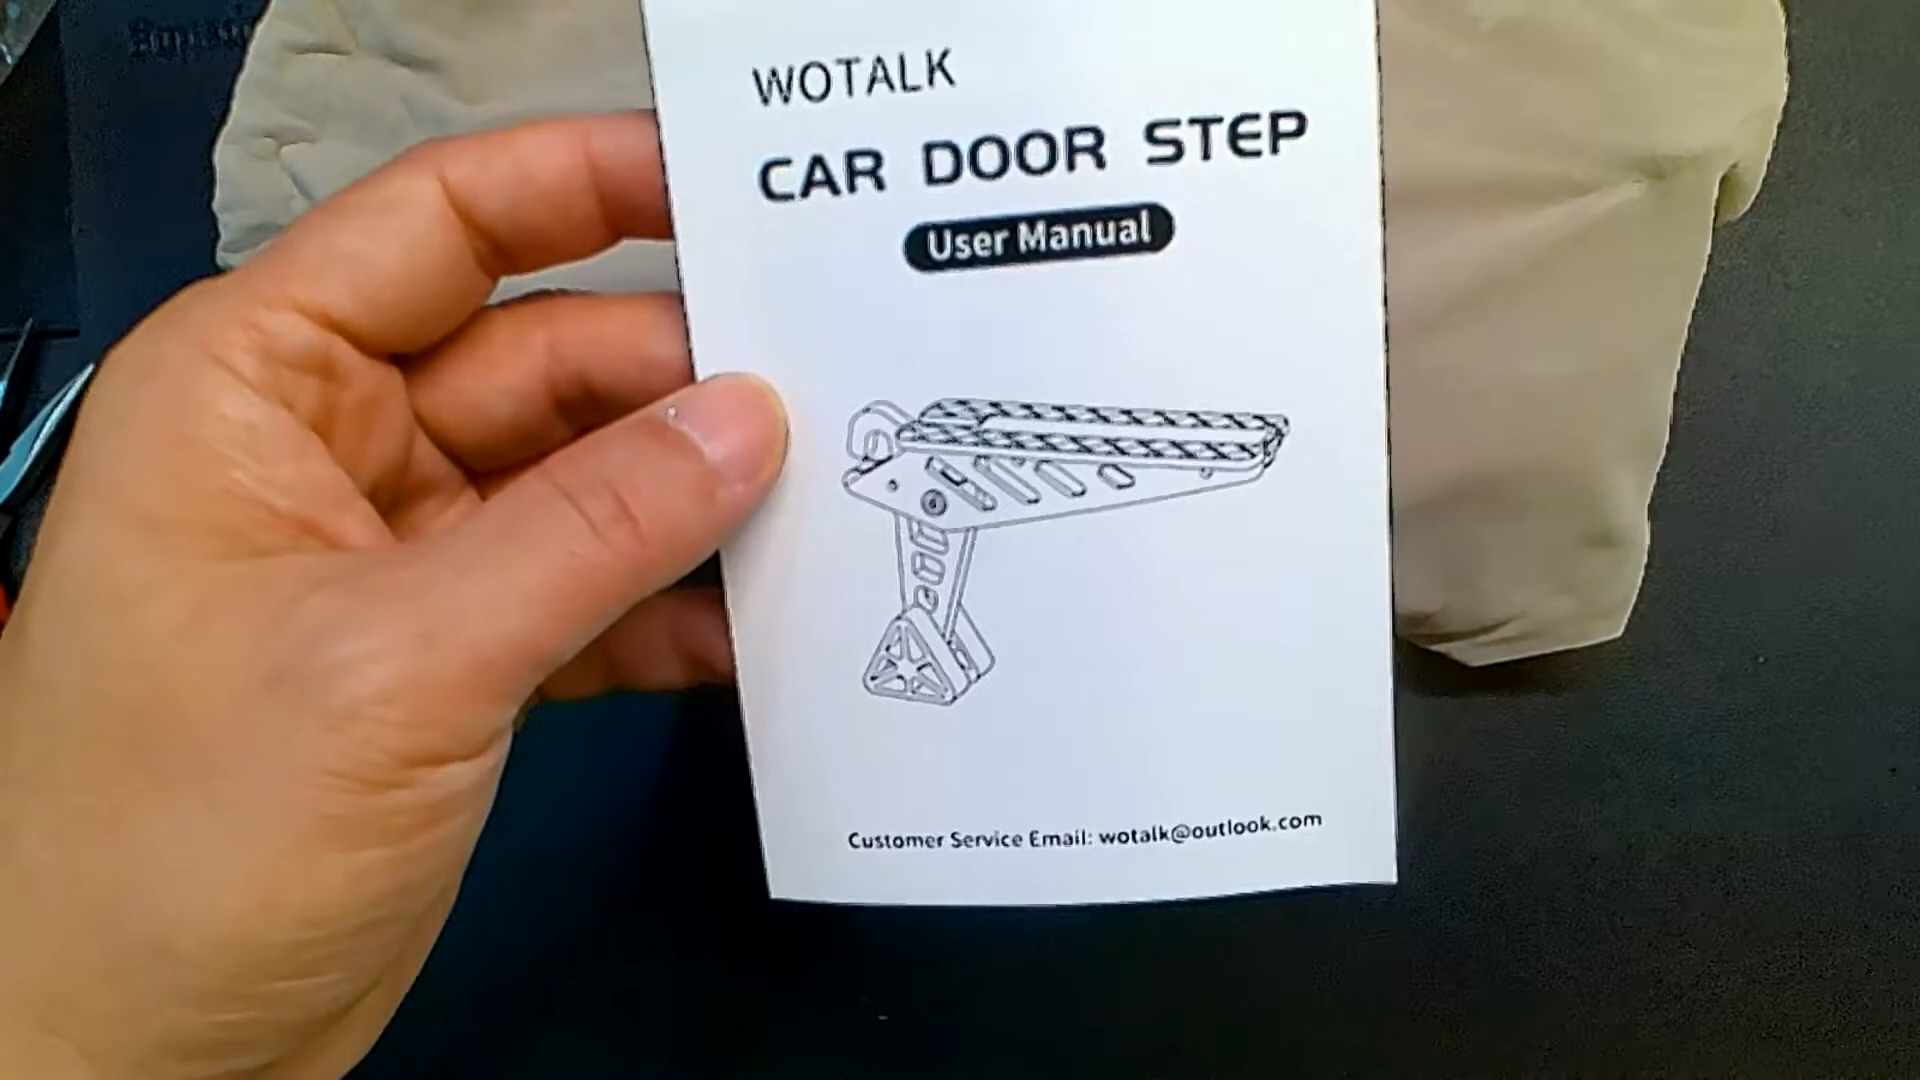 WOTALK
CAR DOOR STEP
User Manual
Customer Service Email: wotalk@outlook.com